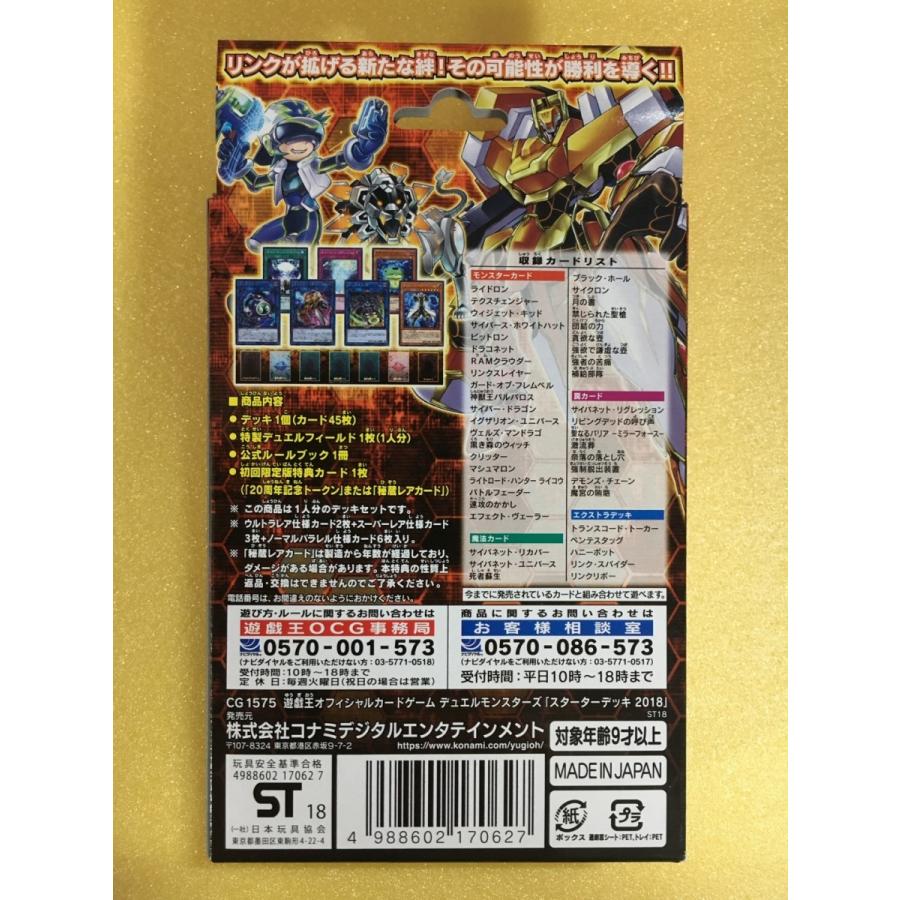 リンクが拡げる新たな絆!その可能性が勝利を導く!!
収録カードリスト
モンスターカード
ライドロン
テクスチェンジャー
ウィジェット・キッド
サイバース・ホワイトハット
ビットロン
ドラコネット
RAMクラウダー
リンクスレイヤー
ガード・オブ・フレムベル
神獣王バルバロス
サイバー・ドラゴン
イグザリオン・ユニバース
ヴェルズ・マンドラゴ
黒き森のウィッチ
クリッター
マシュマロン
ライトロード・ハンター ライコウ
バトルフェーダー
速攻のかかし
エフェクト・ヴェーラー
魔法カード
サイバネット・リカバー
サイバネット・ユニバース
死者蘇生
ブラック・ホール
サイクロン
月の書
禁じられた聖槍
団結の力
貪欲な壺
強欲で謙虚な壺
強者の苦痛
補給部隊
罠カード
サイバネット・リグレッション
リビングデッドの呼び声
聖なるバリア -ミラーフォース-
激流葬
奈落の落とし穴
強制脱出装置
デモンズ・チェーン
魔宮の賄賂
エクストラデッキ
トランスコード・トーカー
ペンテスタッグ
ハニーボット
リンク・スパイダー
リンクリボー
今までに発売されているカードと組み合わせて遊べます。
■ 商品内容
● デッキ 1個(カード45枚)
● 特製デュエルフィールド 1枚(1人分)
● 公式ルールブック 1冊
● 初回限定版特典カード 1枚
(「20周年記念トークン」または「秘蔵レアカード」)
※ この商品は1人分のデッキセットです。
※ ウルトラレア仕様カード2枚+スーパーレア仕様カード
3枚+ノーマルパラレル仕様カード6枚入り。
※「秘蔵レアカード」は製造から年数が経過しており、
ダメージがある場合があります。本特典の性質上
返品・交換はできませんのでご了承ください。
電話番号は、お間違えのないようにおかけください。
遊び方・ルールに関するお問い合わせは
遊戯王OCG事務局
ナビダイヤル 0570-001-573
(ナビダイヤルをご利用いただけない方:03-5771-0518)
受付時間:10時〜18時まで
定 休 日:毎週火曜日(祝日の場合は営業)
商品に関するお問い合わせは
お客様相談室
ナビダイヤル 0570-086-573
(ナビダイヤルをご利用いただけない方:03-5771-0517)
受付時間:平日10時〜18時まで
CG1575 遊戯王オフィシャルカードゲーム デュエルモンスターズ「スターターデッキ 2018」
ST18
発売元
株式会社コナミデジタルエンタテインメント
〒107-8324 東京都港区赤坂9-7-2
https://www.konami.com/yugioh/
対象年齢9才以上
玩具安全基準合格
4988602 17062 7
ST 18
(一社)日本玩具協会
東京都墨田区東駒形4-22-4
4 988602 170627
MADE IN JAPAN
紙
ボックス
プラ
遊戯宣言シート:PET、トレイ:PET